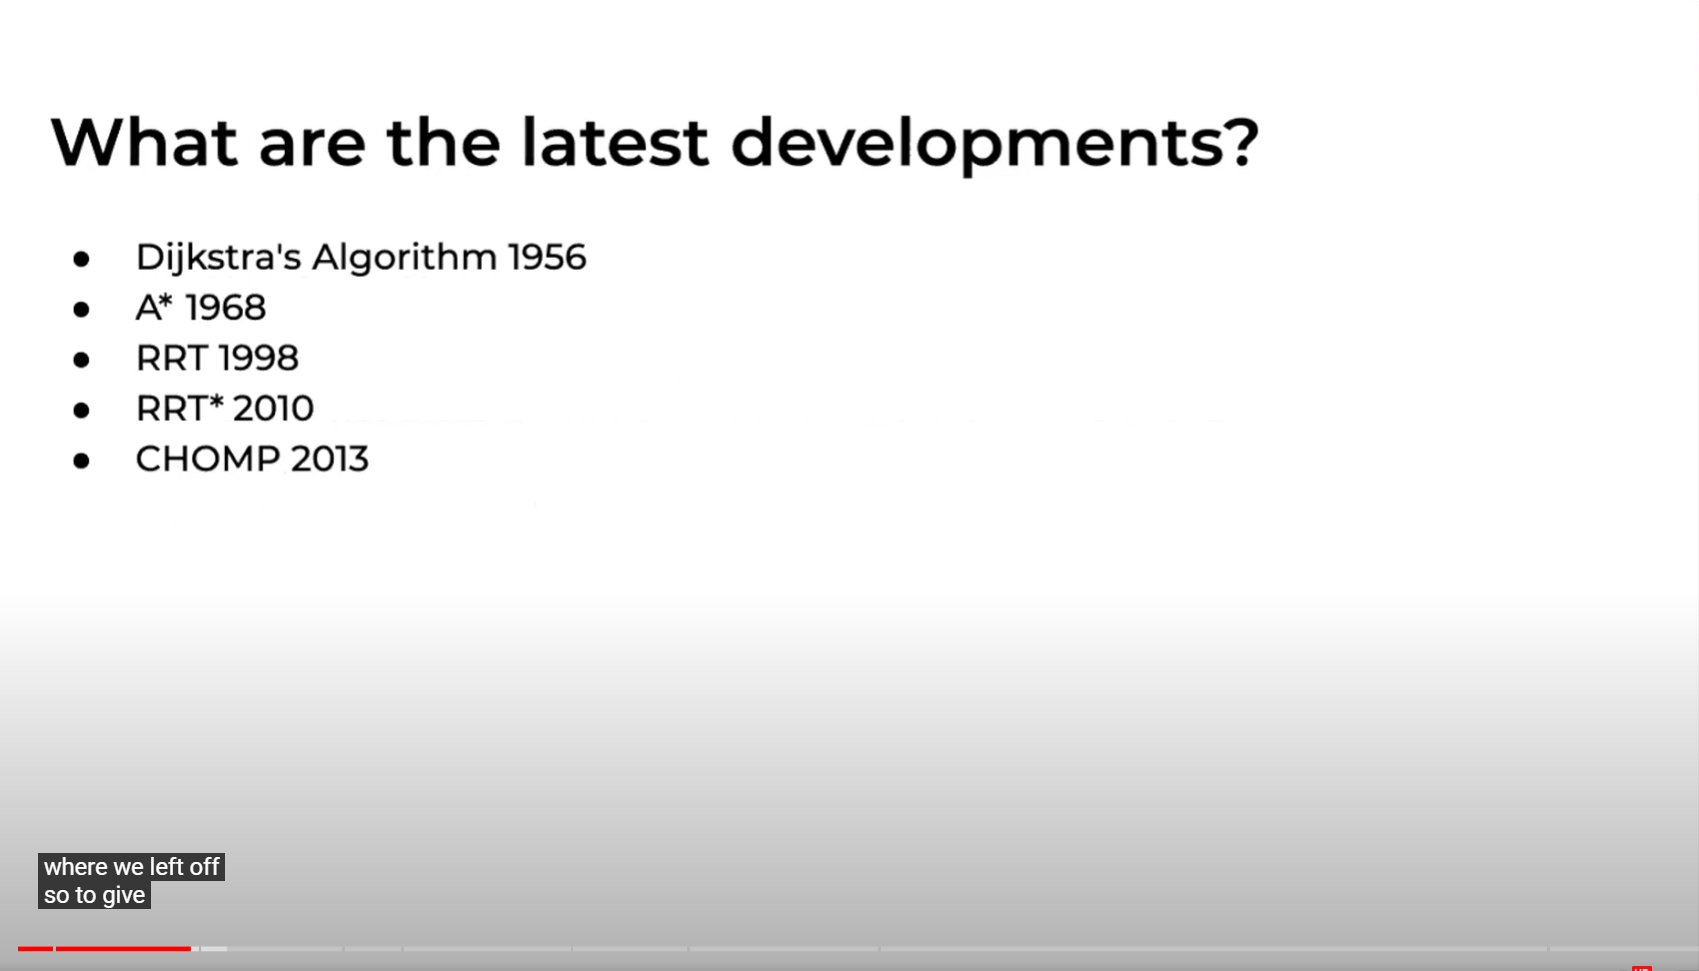 What are the latest developments?
● Dijkstra's Algorithm 1956
● A* 1968
● RRT 1998
● RRT* 2010
● CHOMP 2013
where we left off
so to give